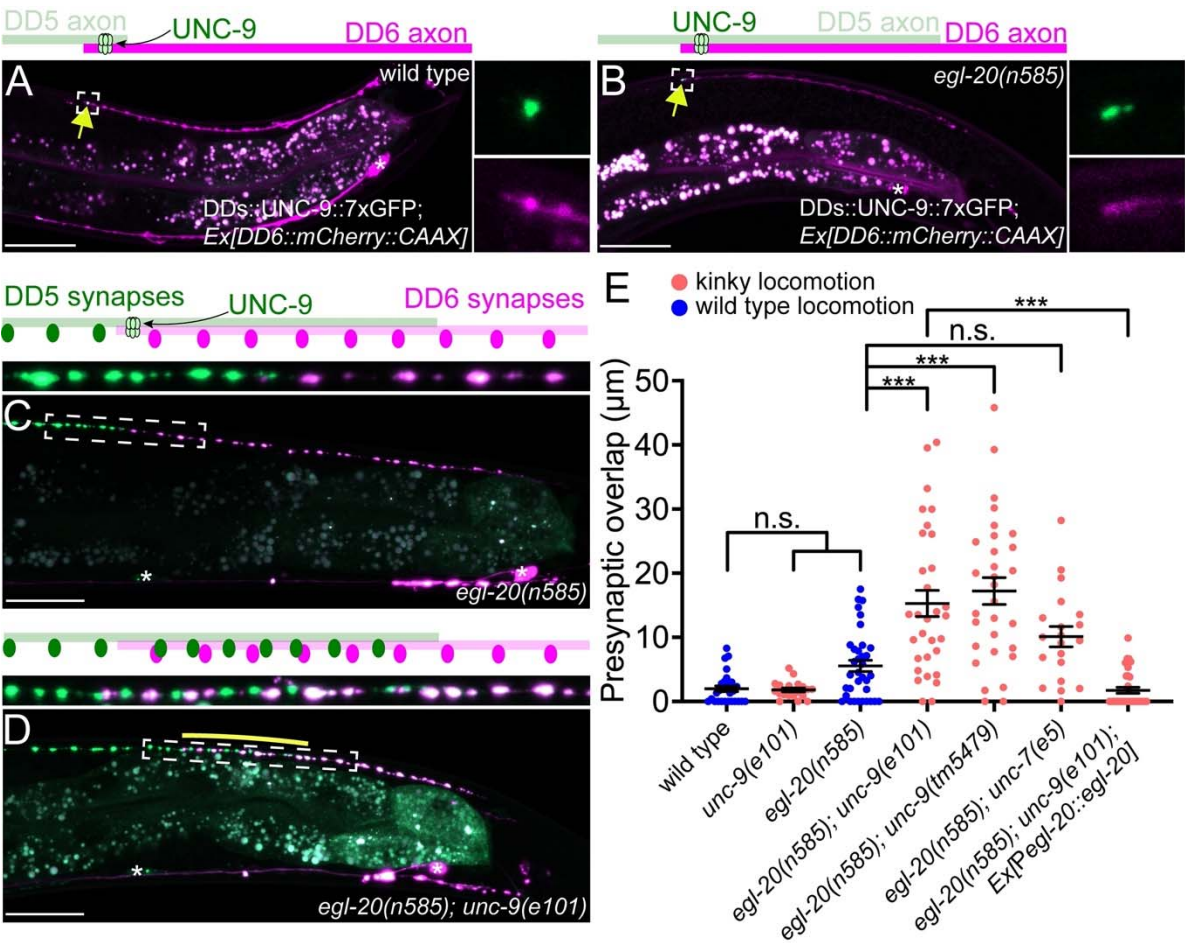 DD5 axon
UNC-9
DD6 axon
A
wild type
*
DDs::UNC-9::7xGFP;
Ex[DD6::mCherry::CAAX]
UNC-9
DD5 axon
DD6 axon
B
egl-20(n585)
*
DDs::UNC-9::7xGFP;
Ex[DD6::mCherry::CAAX]
DD5 synapses
UNC-9
DD6 synapses
C
*
*
egl-20(n585)
D
*
*
egl-20(n585); unc-9(e101)
E
kinky locomotion
wild type locomotion
***
n.s.
***
***
n.s.
Presynaptic overlap (μm)
50
40
30
20
10
0
wild type
unc-9(e101)
egl-20(n585)
egl-20(n585); unc-9(e101)
egl-20(n585); unc-9(tm5479)
egl-20(n585); unc-7(e5)
egl-20(n585); unc-9(e101);
Ex[Pegl-20::egl-20]